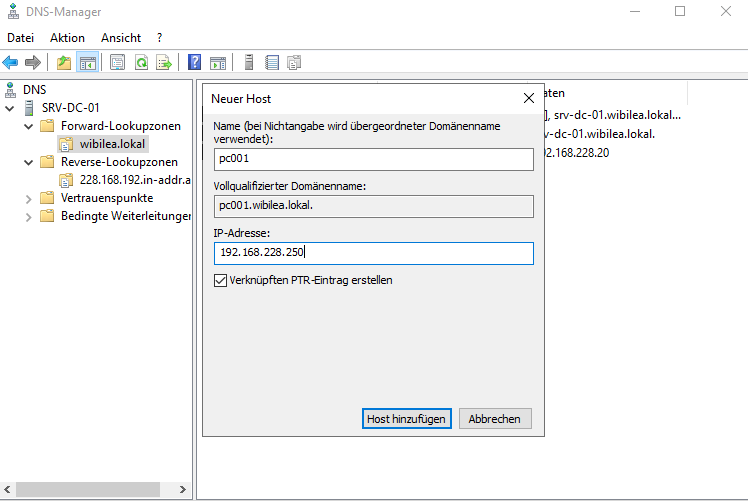 DNS-Manager
Datei Aktion Ansicht ?
DNS
SRV-DC-01
Forward-Lookupzonen
wibilea.lokal
Reverse-Lookupzonen
228.168.192.in-addr.a
Vertrauenspunkte
Bedingte Weiterleitungen
Neuer Host
Name (bei Nichtangabe wird übergeordneter Domänenname
verwendet):
pc001
Vollqualifizierter Domänenname:
pc001.wibilea.lokal.
IP-Adresse:
192.168.228.250
Verknüpften PTR-Eintrag erstellen
Host hinzufügen
Abbrechen
aten
], srv-dc-01.wibilea.lokal...
v-dc-01.wibilea.lokal.
92.168.228.20